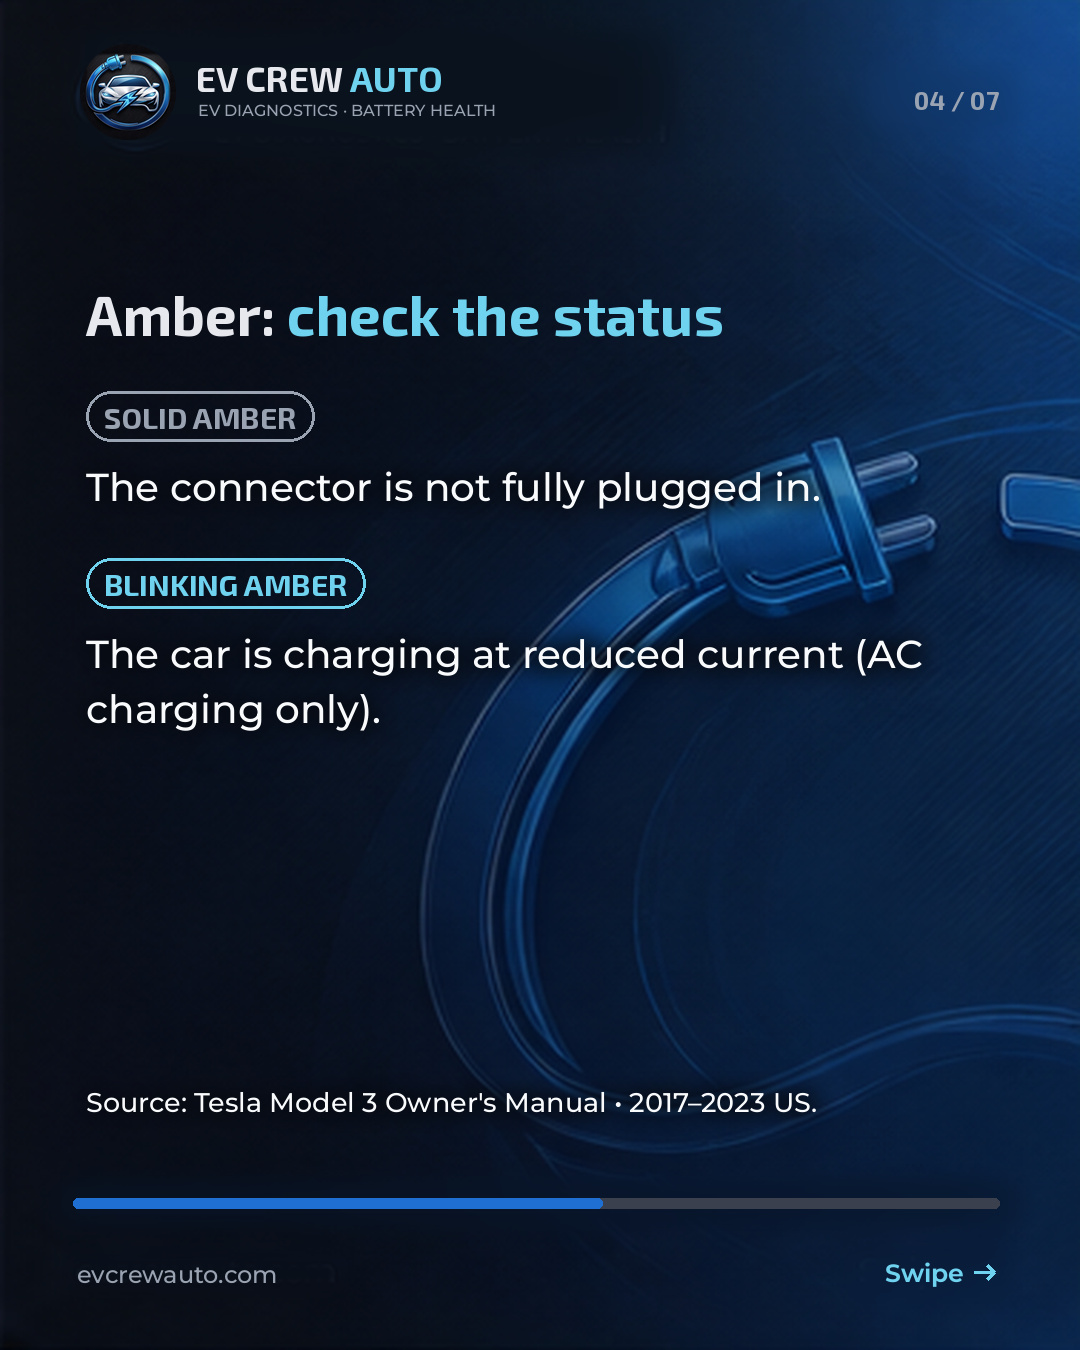 EV CREW AUTO
EV DIAGNOSTICS · BATTERY HEALTH
04 / 07
Amber: check the status
SOLID AMBER
The connector is not fully plugged in.
BLINKING AMBER
The car is charging at reduced current (AC
charging only).
Source: Tesla Model 3 Owner's Manual • 2017–2023 US.
evcrewauto.com
Swipe →